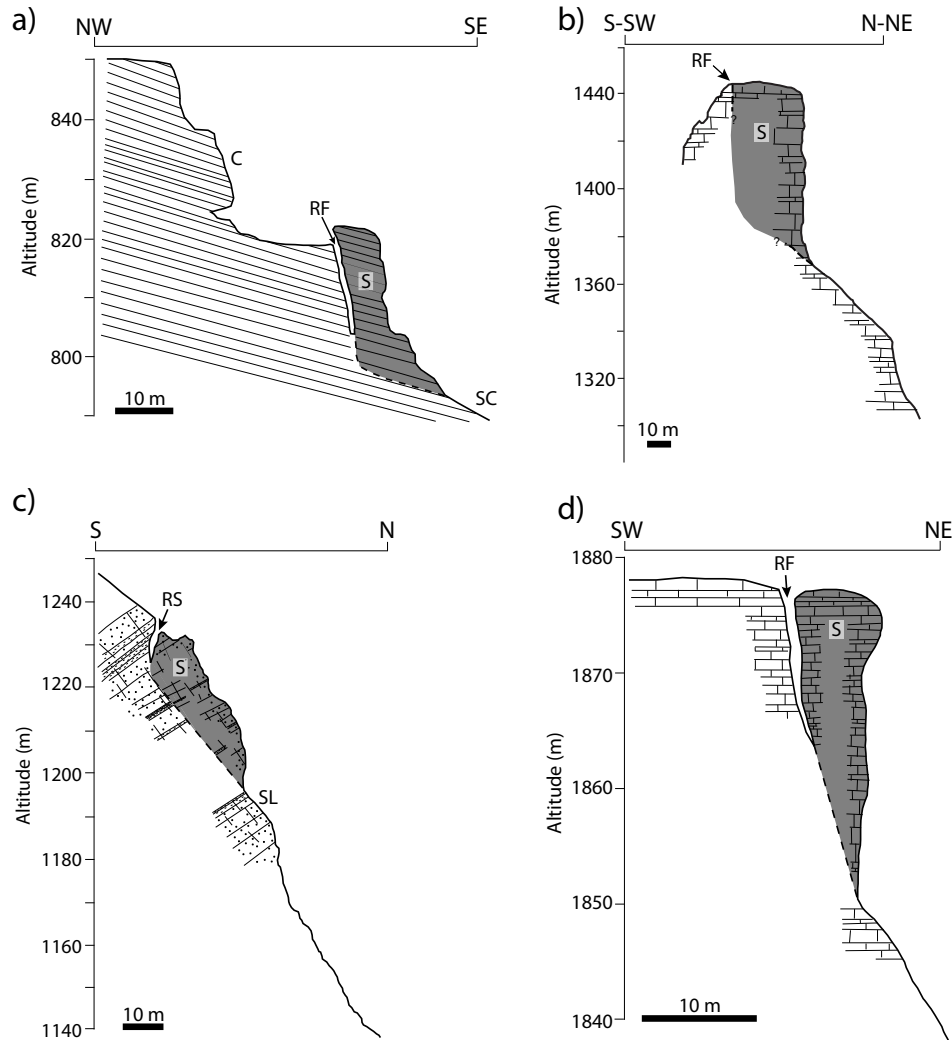 a)
NW SE
Altitude (m)
840
820
800
C
RF
S
SC
10 m
b)
S-SW N-NE
Altitude (m)
1440
1400
1360
1320
RF
?
S
?
10 m
c)
S N
Altitude (m)
1240
1220
1200
1180
1160
1140
RS
S
SL
10 m
d)
SW NE
Altitude (m)
1880
1870
1860
1850
1840
RF
S
10 m